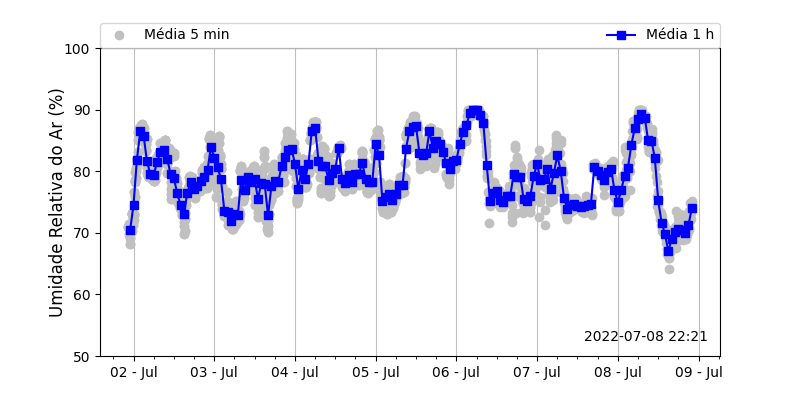 Média 5 min
Média 1 h
Umidade Relativa do Ar (%)
100
90
80
70
60
50
2022-07-08 22:21
02 - Jul
03 - Jul
04 - Jul
05 - Jul
06 - Jul
07 - Jul
08 - Jul
09 - Jul